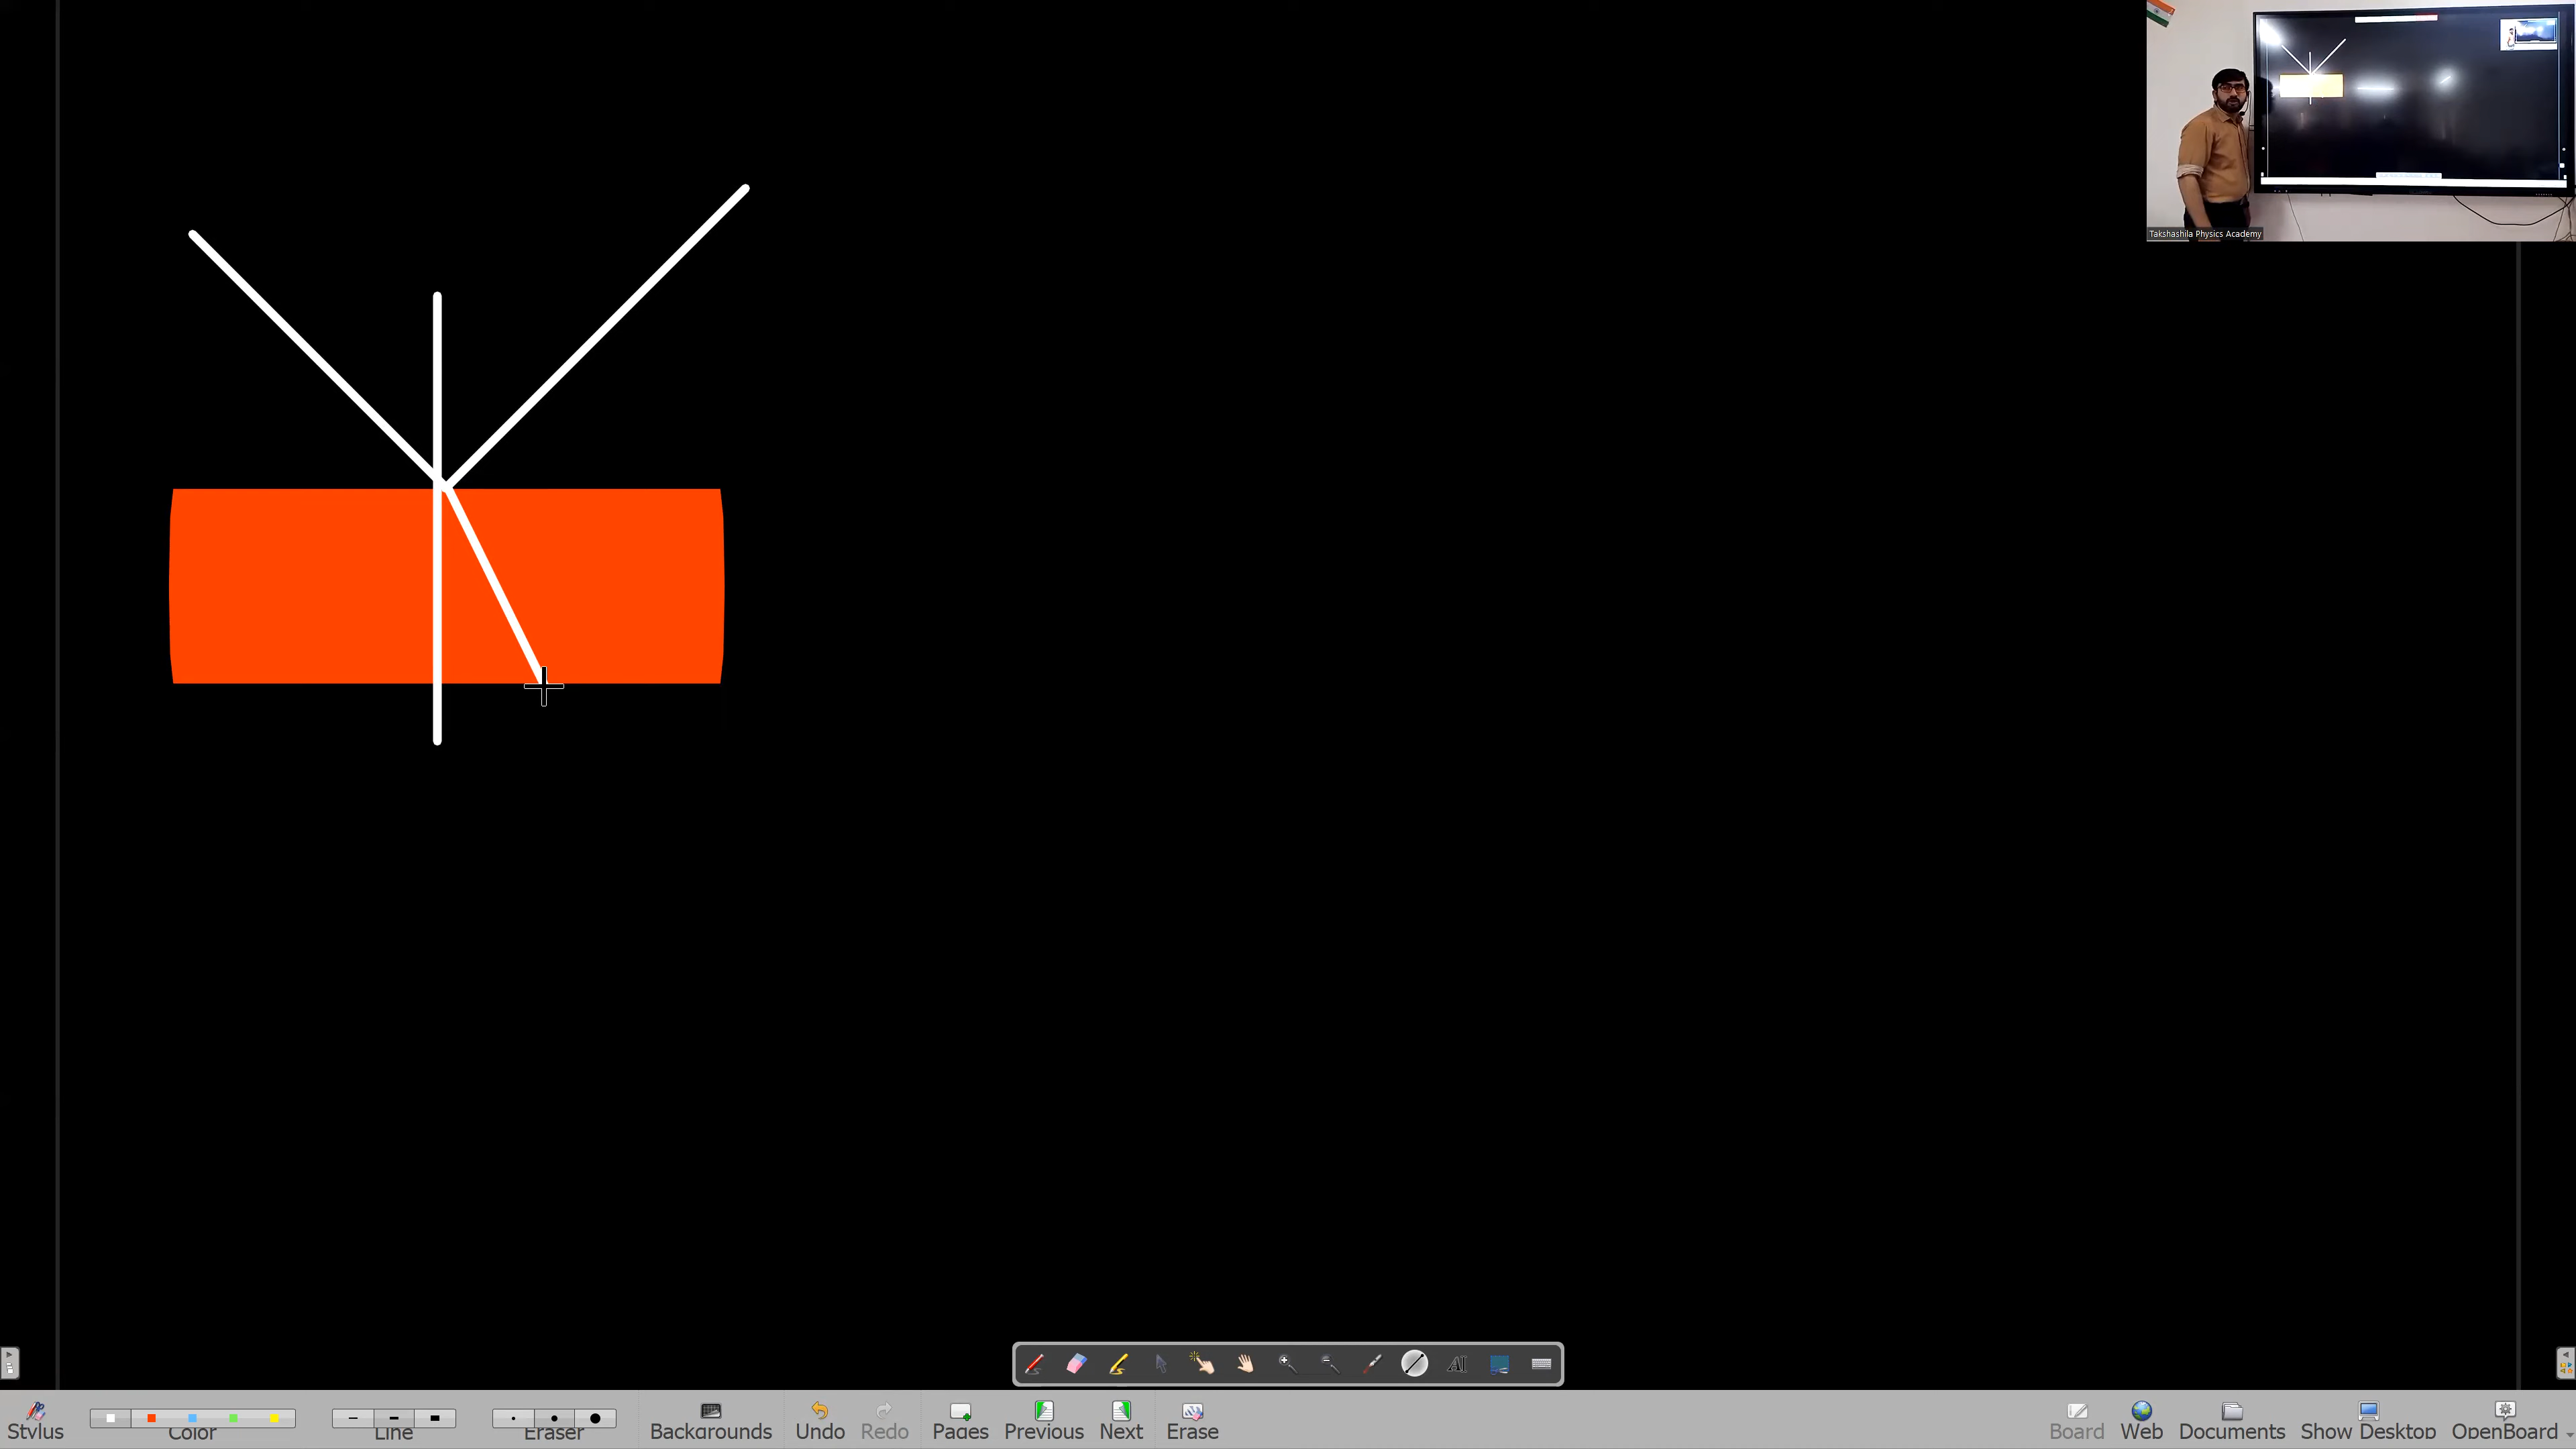 Takshashila Physics Academy
AI
Stylus
Color
Line
Eraser
Backgrounds
Undo
Redo
Pages
Previous
Next
Erase
Board
Web
Documents
Show Desktop
OpenBoard